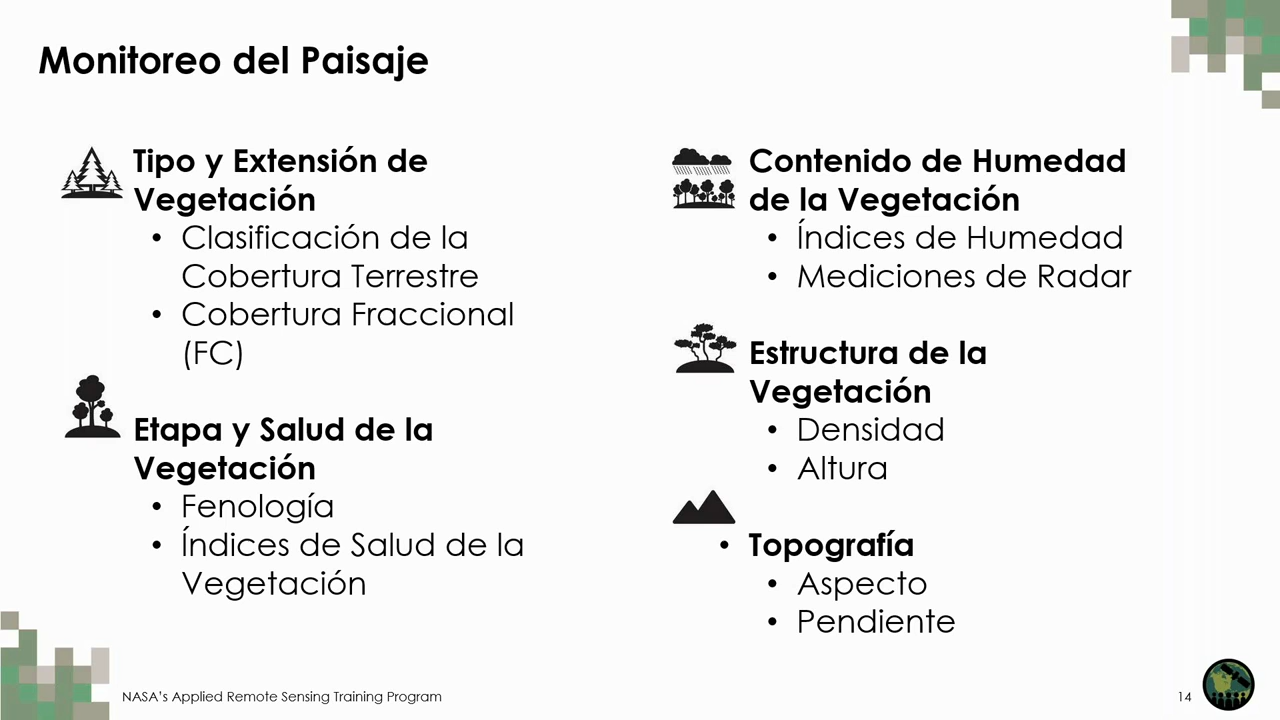 Monitoreo del Paisaje
Tipo y Extensión de
Vegetación
• Clasificación de la
Cobertura Terrestre
• Cobertura Fraccional
(FC)
Etapa y Salud de la
Vegetación
• Fenología
• Índices de Salud de la
Vegetación
Contenido de Humedad
de la Vegetación
• Índices de Humedad
• Mediciones de Radar
Estructura de la
Vegetación
• Densidad
• Altura
• Topografía
• Aspecto
• Pendiente
NASA's Applied Remote Sensing Training Program
14